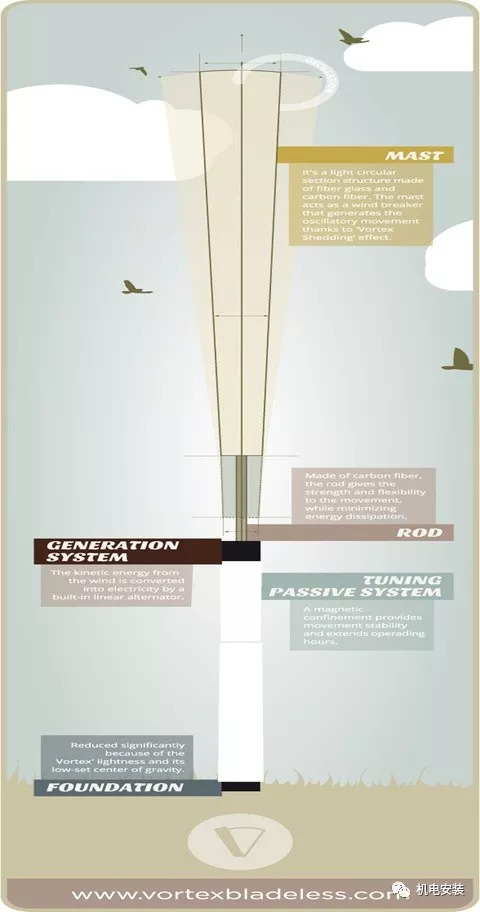 OSCILLATION
MAST
It's a light circular
section structure made
of fiber glass and
carbon fiber. The mast
acts as a wind breaker
that generates the
oscillatory movement
thanks to 'Vortex
Shedding' effect.
Made of carbon fiber,
the rod gives the
strength and flexibility
to the movement,
while minimizing
energy dissipation.
ROD
GENERATION
SYSTEM
The kinetic energy from
the wind is converted
into electricity by a
built-in linear alternator.
TUNING
PASSIVE SYSTEM
A magnetic
confinement provides
movement stability
and extends operating
hours.
Reduced significantly
because of the
Vortex' lightness and its
low-set center of gravity.
FOUNDATION
www.vortexbladeless.com
机电安装